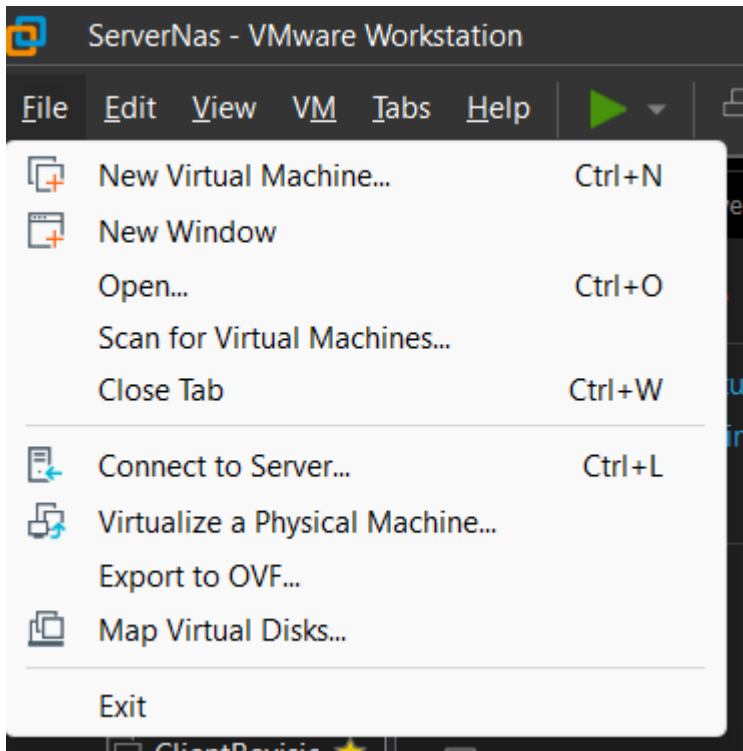 ServerNas - VMware Workstation
File Edit View VM Tabs Help
New Virtual Machine... Ctrl+N
New Window
Open... Ctrl+O
Scan for Virtual Machines...
Close Tab Ctrl+W
Connect to Server... Ctrl+L
Virtualize a Physical Machine...
Export to OVF...
Map Virtual Disks...
Exit